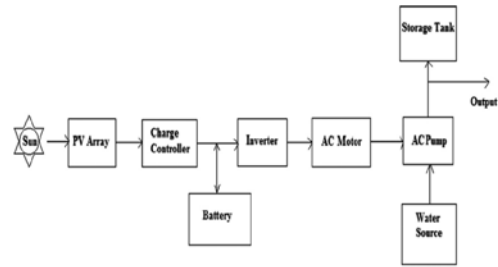 Storage Tank
Output
Sun
PV Array
Charge
Controller
Inverter
AC Motor
AC Pump
Battery
Water
Source